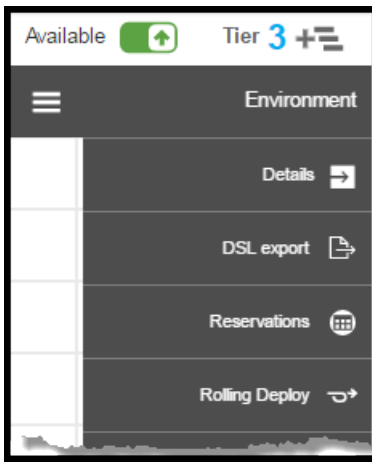 Available Tier 3
Environment
Details
DSL export
Reservations
Rolling Deploy